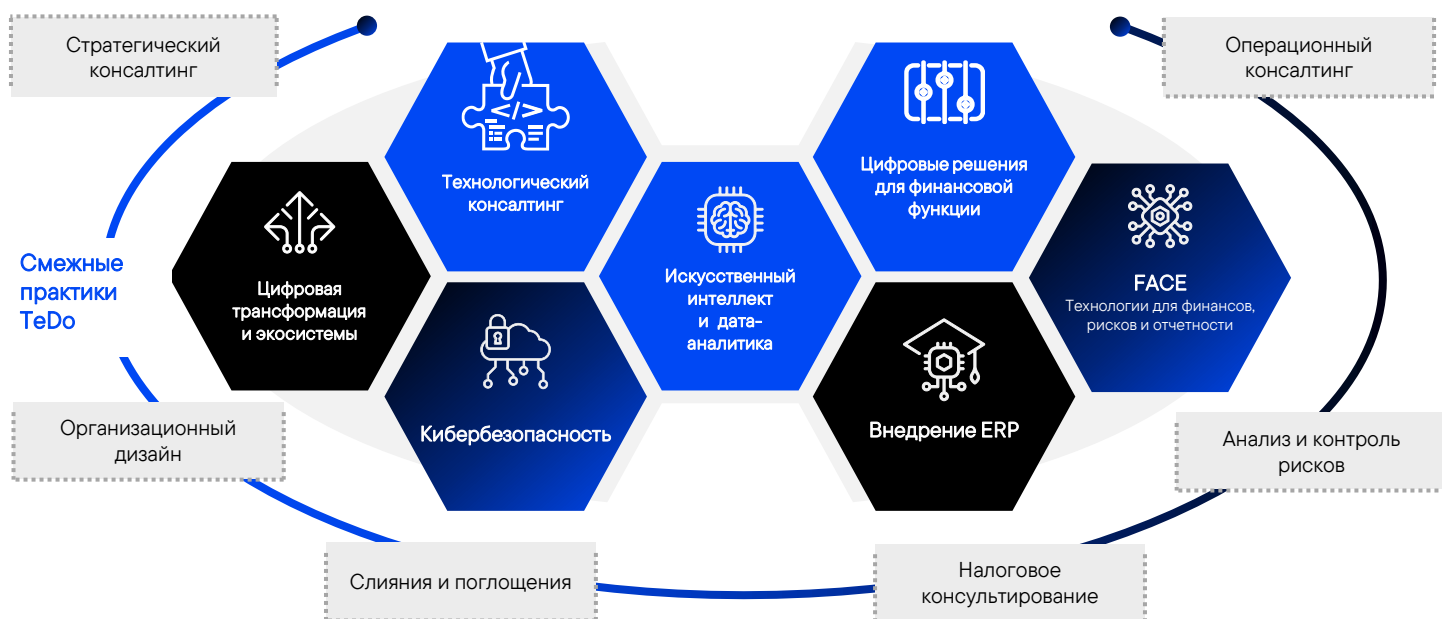 Стратегический
консалтинг
Операционный
консалтинг
</>
Технологический
консалтинг
Цифровые решения
для финансовой
функции
Цифровая
трансформация
и экосистемы
Искусственный
интеллект
и дата-
аналитика
FACE
Технологии для финансов,
рисков и отчетности
Смежные
практики
TeDo
Кибербезопасность
Внедрение ERP
Организационный
дизайн
Анализ и контроль
рисков
Слияния и поглощения
Налоговое
консультирование